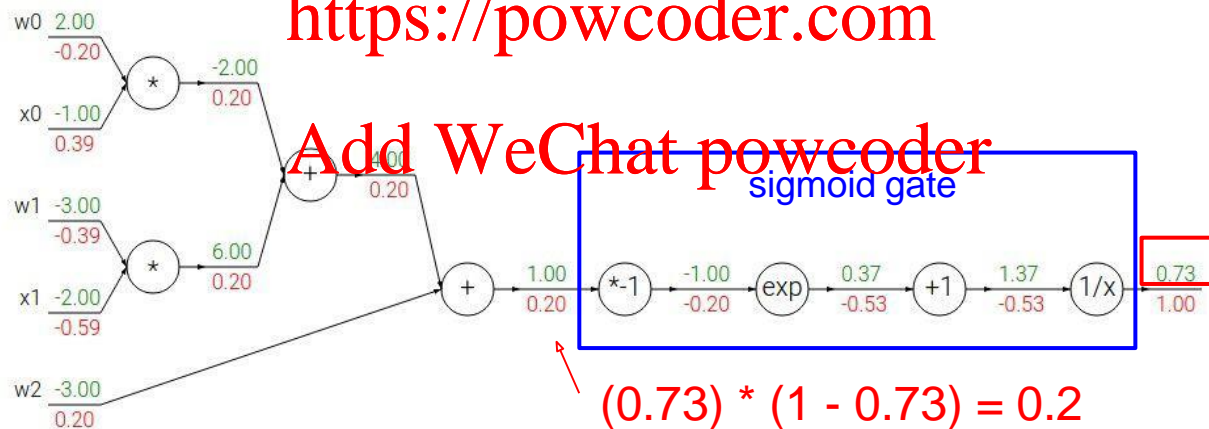 https://powcoder.com
w0 2.00
-0.20
-2.00
0.20
*
x0 -1.00
0.39
Add WeChat powcoder
+
4.00
0.20
sigmoid gate
w1 -3.00
-0.39
6.00
0.20
*
x1 -2.00
-0.59
+
1.00
0.20
*-1
-1.00
-0.20
exp
0.37
-0.53
+1
1.37
-0.53
1/x
0.73
1.00
w2 -3.00
0.20
(0.73) * (1 - 0.73) = 0.2